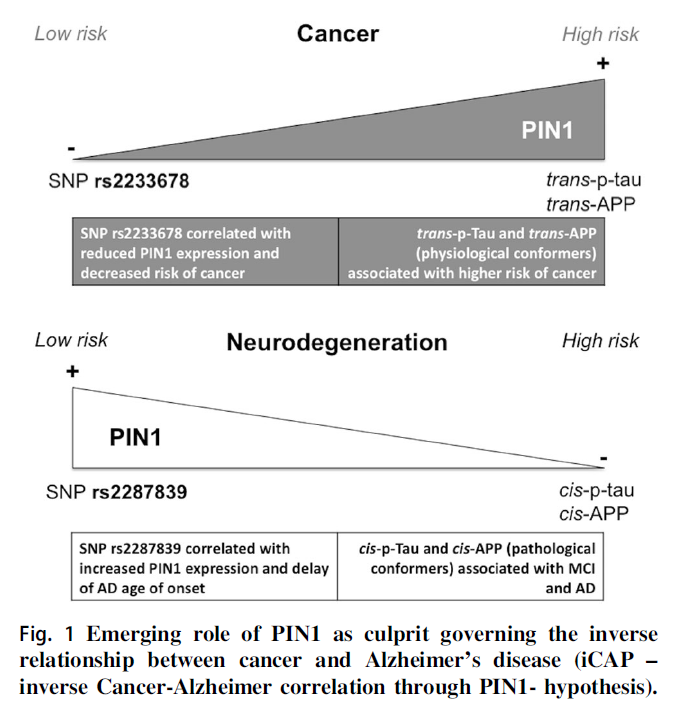 Low risk
Cancer
High risk
+
PIN1
-
SNP rs2233678
trans-p-tau
trans-APP
SNP rs2233678 correlated with
reduced PIN1 expression and
decreased risk of cancer
trans-p-Tau and trans-APP
(physiological conformers)
associated with higher risk of cancer
Low risk
Neurodegeneration
High risk
+
PIN1
-
SNP rs2287839
cis-p-tau
cis-APP
SNP rs2287839 correlated with
increased PIN1 expression and delay
of AD age of onset
cis-p-Tau and cis-APP (pathological
conformers) associated with MCI
and AD
Fig. 1 Emerging role of PIN1 as culprit governing the inverse
relationship between cancer and Alzheimer's disease (iCAP –
inverse Cancer-Alzheimer correlation through PIN1- hypothesis).